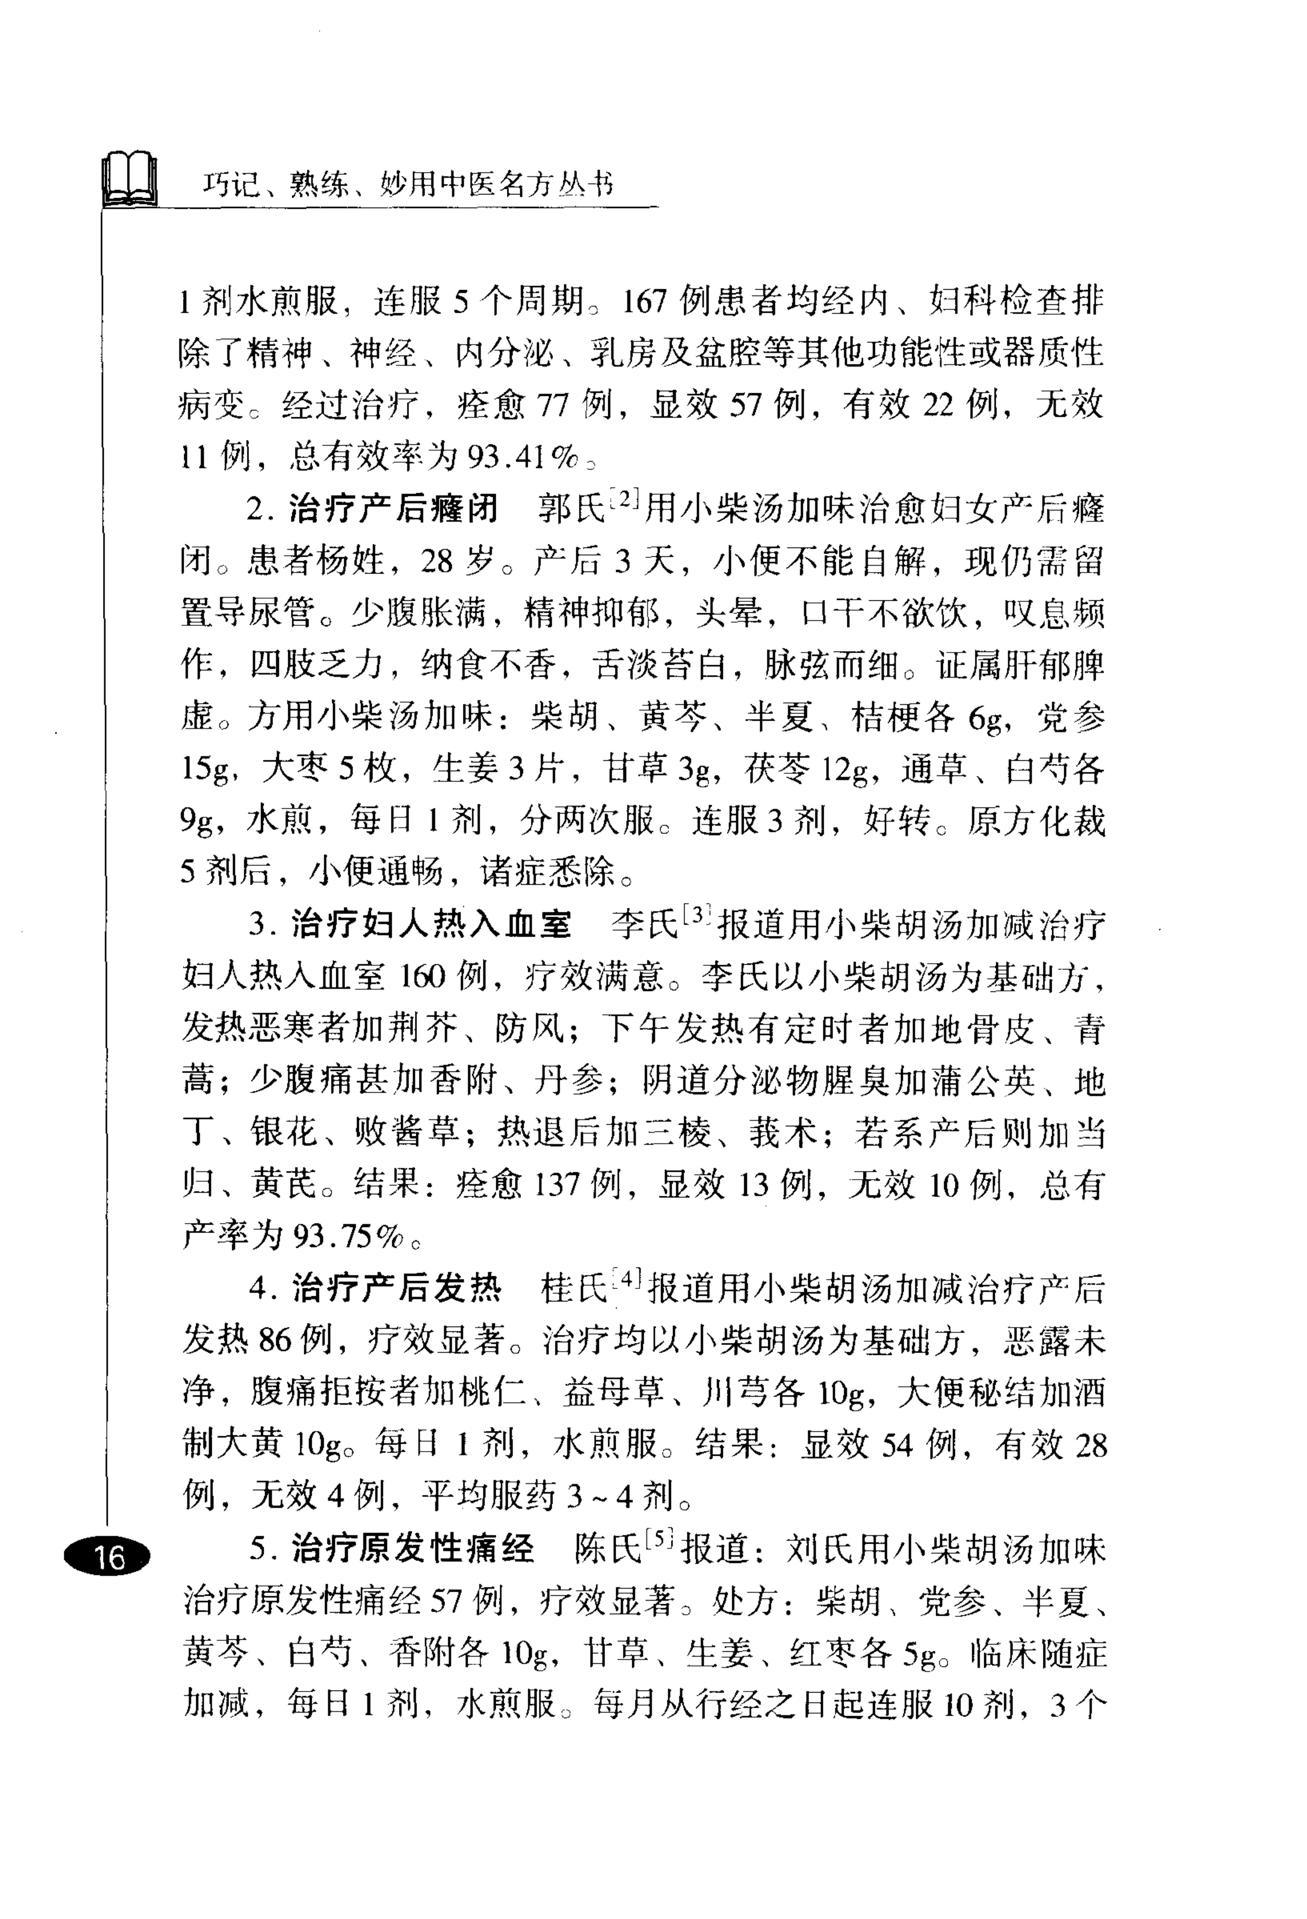 巧记、熟练、妙用中医名方丛书
1剂水煎服，连服5个周期。167例患者均经内、妇科检查排
除了精神、神经、内分泌、乳房及盆腔等其他功能性或器质性
病变。经过治疗，痊愈77例，显效57例，有效22例，无效
11例，总有效率为93.41%。
2. 治疗产后癃闭　郭氏[2]用小柴汤加味治愈妇女产后癃
闭。患者杨姓，28岁。产后3天，小便不能自解，现仍需留
置导尿管。少腹胀满，精神抑郁，头晕，口干不欲饮，叹息频
作，四肢乏力，纳食不香，舌淡苔白，脉弦而细。证属肝郁脾
虚。方用小柴汤加味：柴胡、黄芩、半夏、桔梗各6g，党参
15g，大枣5枚，生姜3片，甘草3g，茯苓12g，通草、白芍各
9g，水煎，每日1剂，分两次服。连服3剂，好转。原方化裁
5剂后，小便通畅，诸症悉除。
3. 治疗妇人热入血室　李氏[3]报道用小柴胡汤加减治疗
妇人热入血室160例，疗效满意。李氏以小柴胡汤为基础方，
发热恶寒者加荆芥、防风；下午发热有定时者加地骨皮、青
蒿；少腹痛甚加香附、丹参；阴道分泌物腥臭加蒲公英、地
丁、银花、败酱草；热退后加三棱、莪术；若系产后则加当
归、黄芪。结果：痊愈137例，显效13例，无效10例，总有
产率为93.75%。
4. 治疗产后发热　桂氏[4]报道用小柴胡汤加减治疗产后
发热86例，疗效显著。治疗均以小柴胡汤为基础方，恶露未
净，腹痛拒按者加桃仁、益母草、川芎各10g，大便秘结加酒
制大黄10g。每日1剂，水煎服。结果：显效54例，有效28
例，无效4例，平均服药3~4剂。
5. 治疗原发性痛经　陈氏[5]报道：刘氏用小柴胡汤加味
治疗原发性痛经57例，疗效显著。处方：柴胡、党参、半夏、
黄芩、白芍、香附各10g，甘草、生姜、红枣各5g。临床随症
加减，每日1剂，水煎服。每月从行经之日起连服10剂，3个
16